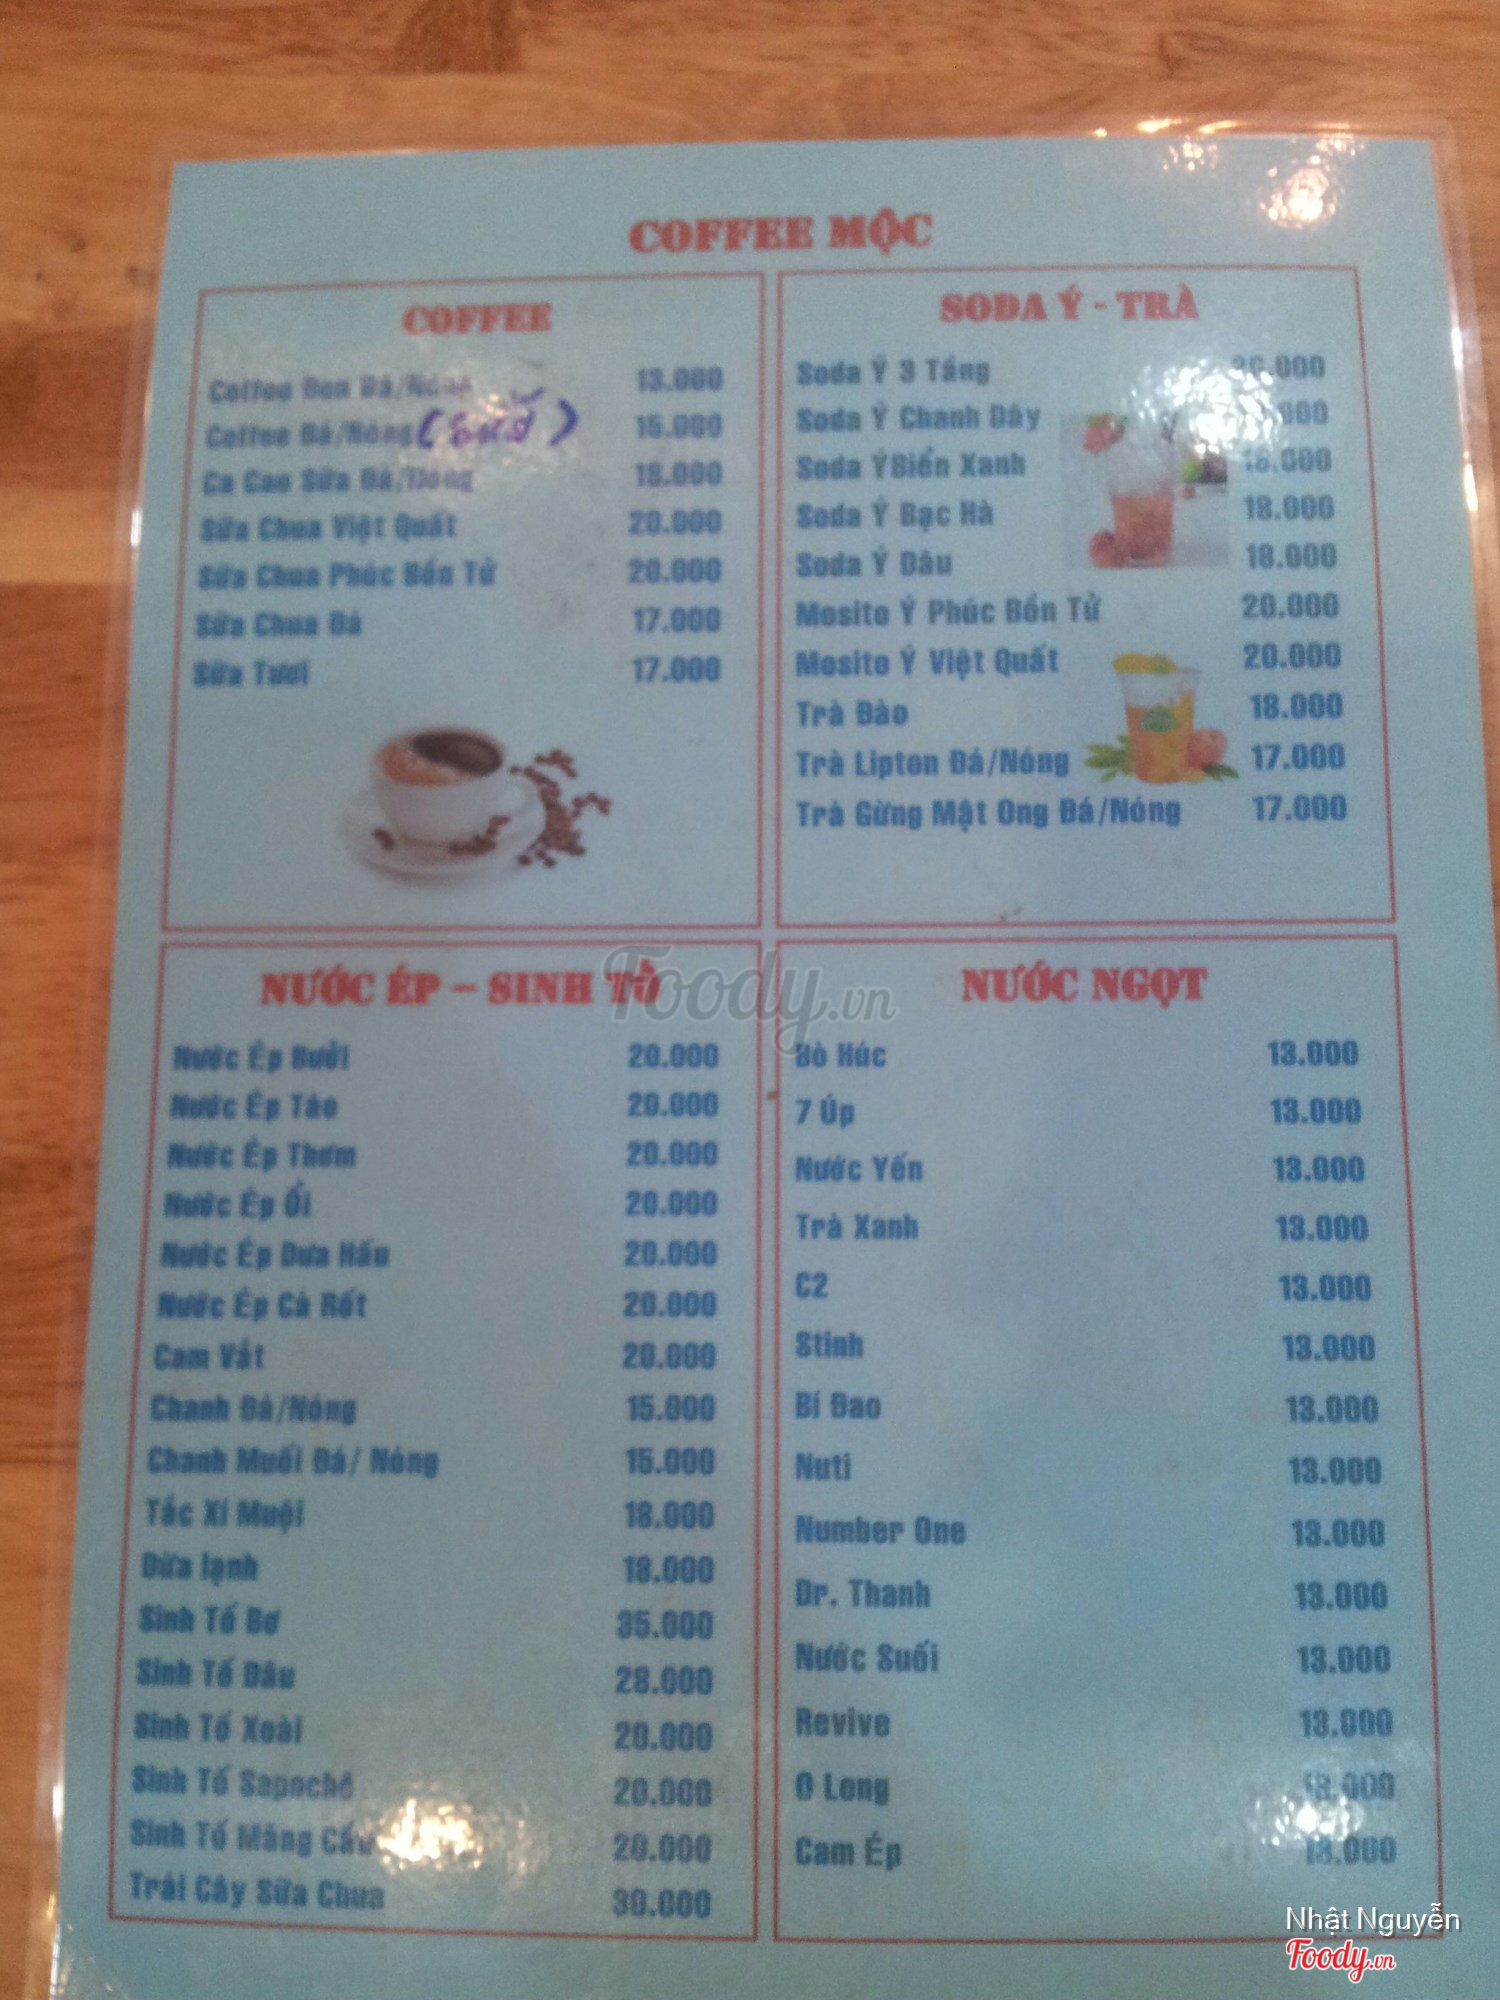 COFFEE MỘC
COFFEE
Coffee Đen Đá/Nóng 13.000
Coffee Đá/Nóng (sữa) 15.000
Ca Cao Sữa Đá/Nóng 18.000
Sữa Chua Việt Quất 20.000
Sữa Chua Phúc Bồn Tử 20.000
Sữa Chua Đá 17.000
Sữa Tươi 17.000
SODA Ý - TRÀ
Soda Ý 3 Tầng
Soda Ý Chanh Dây
Soda ÝBiển Xanh 18.000
Soda Ý Bạc Hà 18.000
Soda Ý Dâu 18.000
Mosito Ý Phúc Bồn Tử 20.000
Mosito Ý Việt Quất 20.000
Trà Đào 18.000
Trà Lipton Đá/Nóng 17.000
Trà Gừng Mật Ong Đá/Nóng 17.000
NƯỚC ÉP – SINH TỐ
Nước Ép Bưởi 20.000
Nước Ép Táo 20.000
Nước Ép Thơm 20.000
Nước Ép Ổi 20.000
Nước Ép Dưa Hấu 20.000
Nước Ép Cà Rốt 20.000
Cam Vắt 20.000
Chanh Đá/Nóng 15.000
Chanh Muối Đá/ Nóng 15.000
Tắc Xí Muội 18.000
Dừa lạnh 18.000
Sinh Tố Bơ 35.000
Sinh Tố Dâu 28.000
Sinh Tố Xoài 20.000
Sinh Tố Sapochê 20.000
Sinh Tố Mãng Cầu 20.000
Trái Cây Sữa Chua 30.000
NƯỚC NGỌT
Bò Húc 13.000
7 Úp 13.000
Nước Yến 13.000
Trà Xanh 13.000
C2 13.000
Stinh 13.000
Bí Đao 13.000
Nuti 13.000
Number One 13.000
Dr. Thanh 13.000
Nước Suối 13.000
Revive 13.000
O Long 13.000
Cam Ép 13.000
Foody.vn
Nhật Nguyễn
Foody.vn